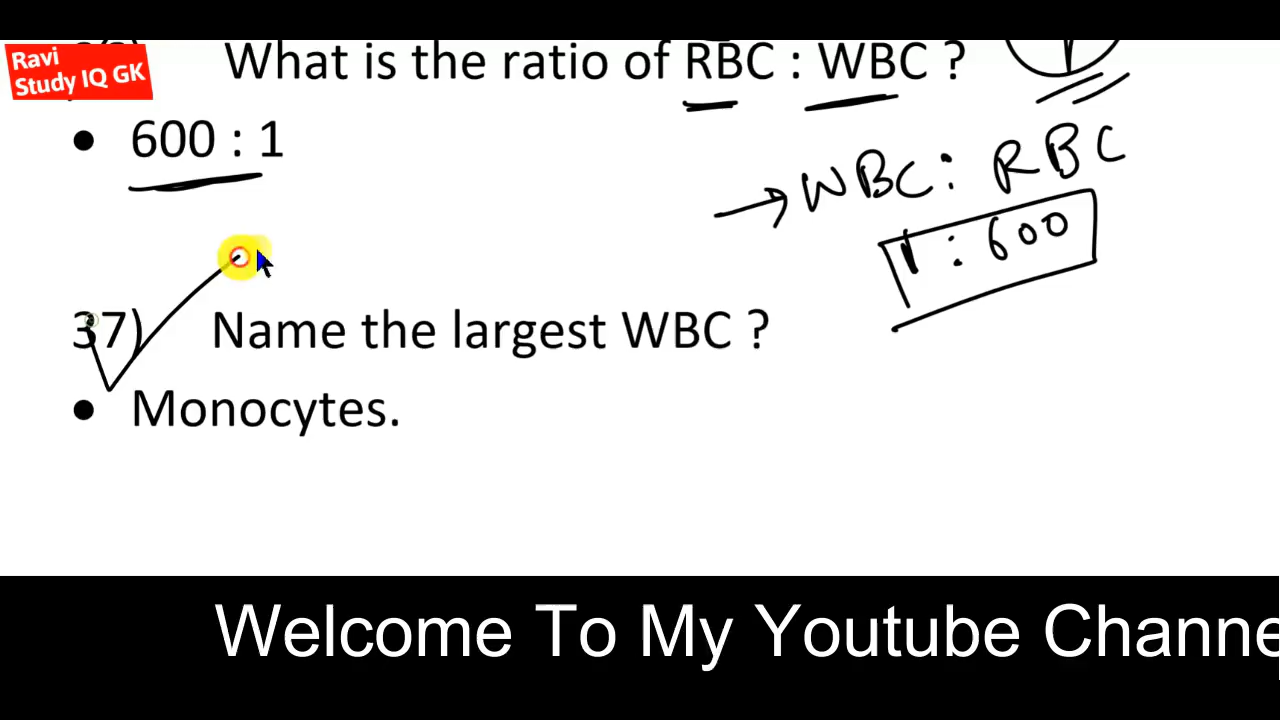 Ravi
Study IQ GK
What is the ratio of RBC : WBC ?
• 600 : 1
→ WBC : RBC
1 : 600
37) Name the largest WBC ?
• Monocytes.
Welcome To My Youtube Channe